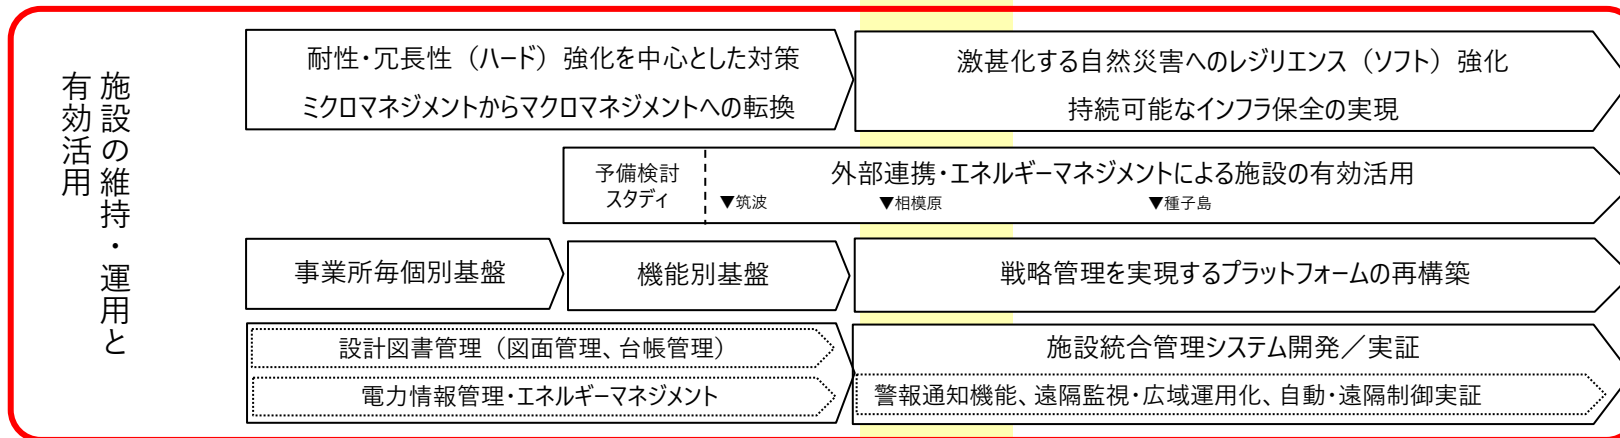 施設の維持・運用と
有効活用
耐性・冗長性（ハード）強化を中心とした対策
ミクロマネジメントからマクロマネジメントへの転換
激甚化する自然災害へのレジリエンス（ソフト）強化
持続可能なインフラ保全の実現
予備検討
スタディ
外部連携・エネルギーマネジメントによる施設の有効活用
▼筑波
▼相模原
▼種子島
事業所毎個別基盤
機能別基盤
戦略管理を実現するプラットフォームの再構築
設計図書管理（図面管理、台帳管理）
電力情報管理・エネルギーマネジメント
施設統合管理システム開発／実証
警報通知機能、遠隔監視・広域運用化、自動・遠隔制御実証